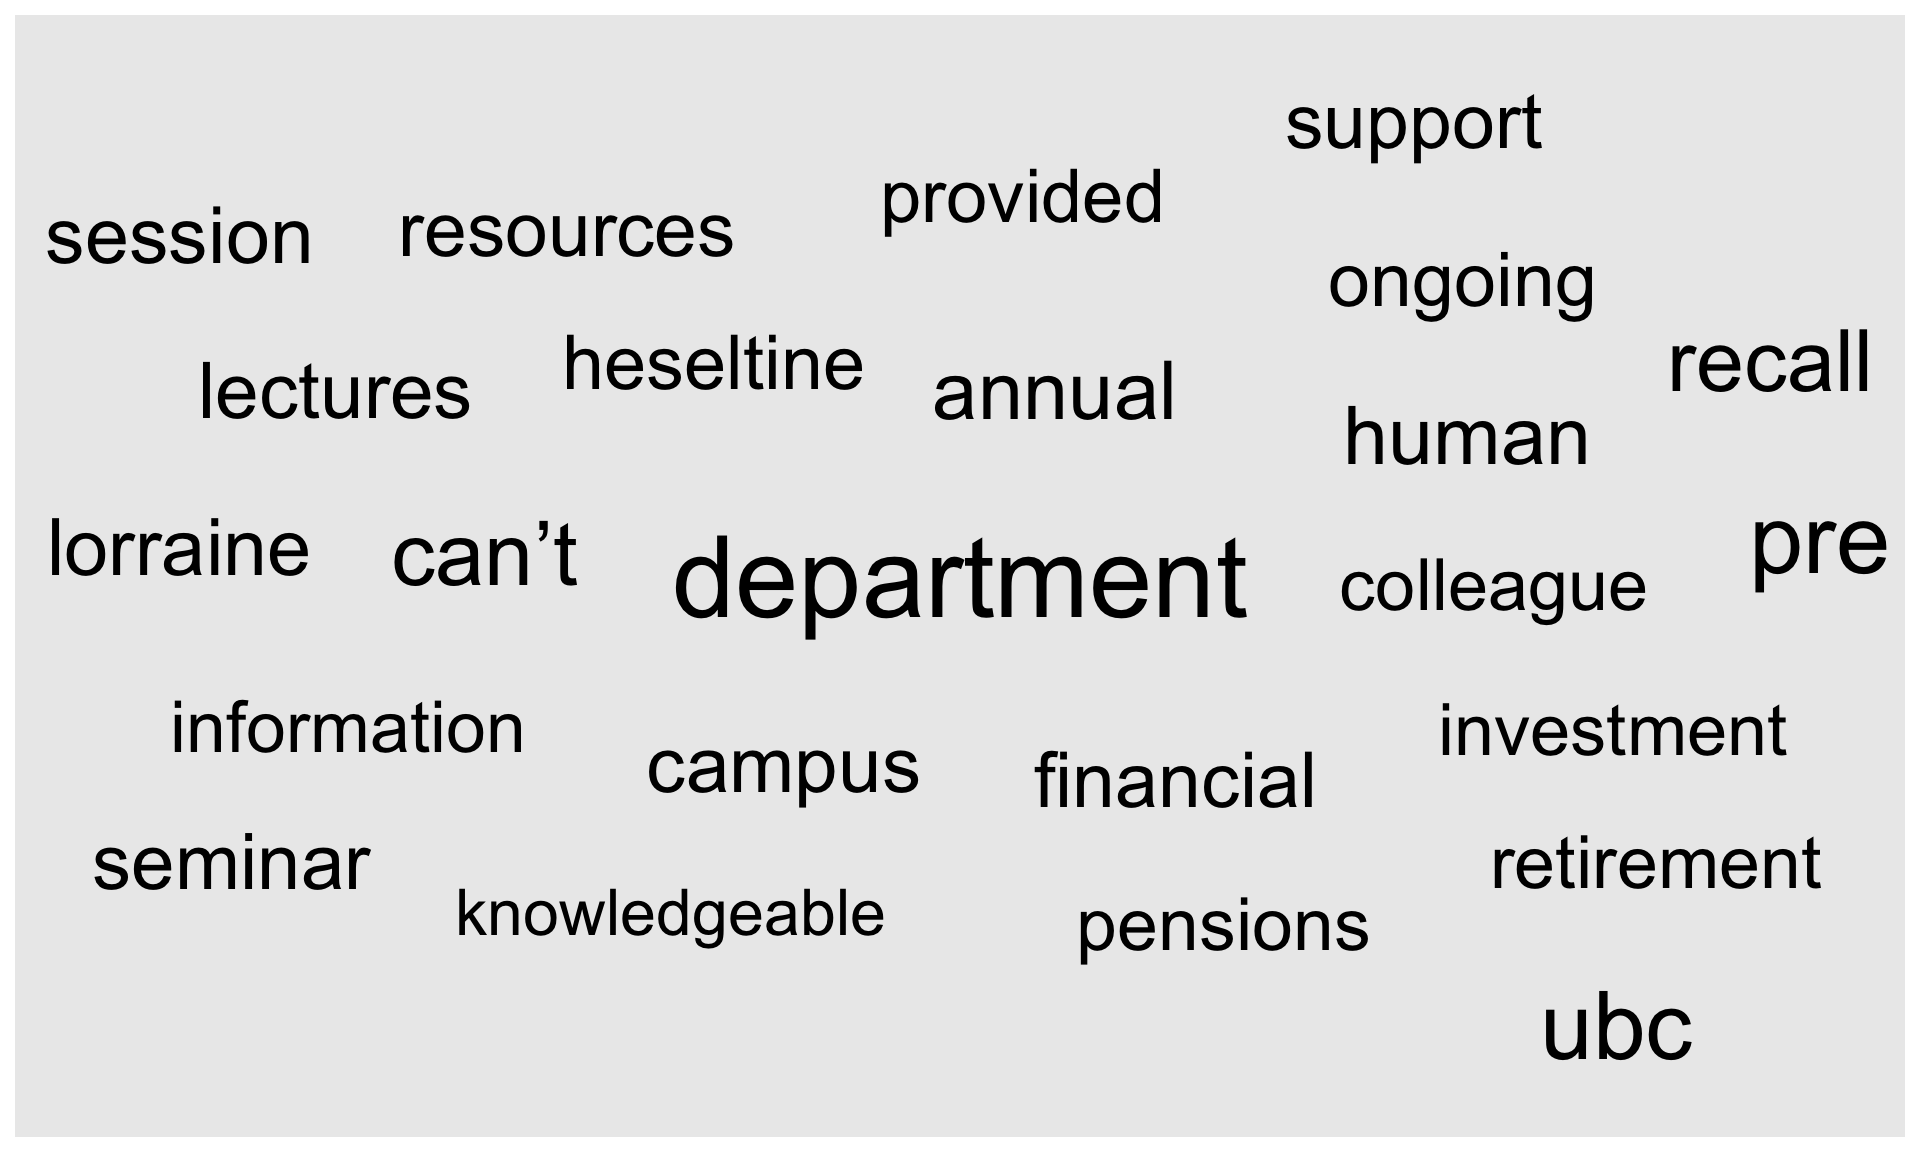 support
provided
session resources
ongoing
heseltine recall
lectures annual
human
lorraine can’t pre
department colleague
information investment
campus financial
seminar retirement
knowledgeable pensions
ubc